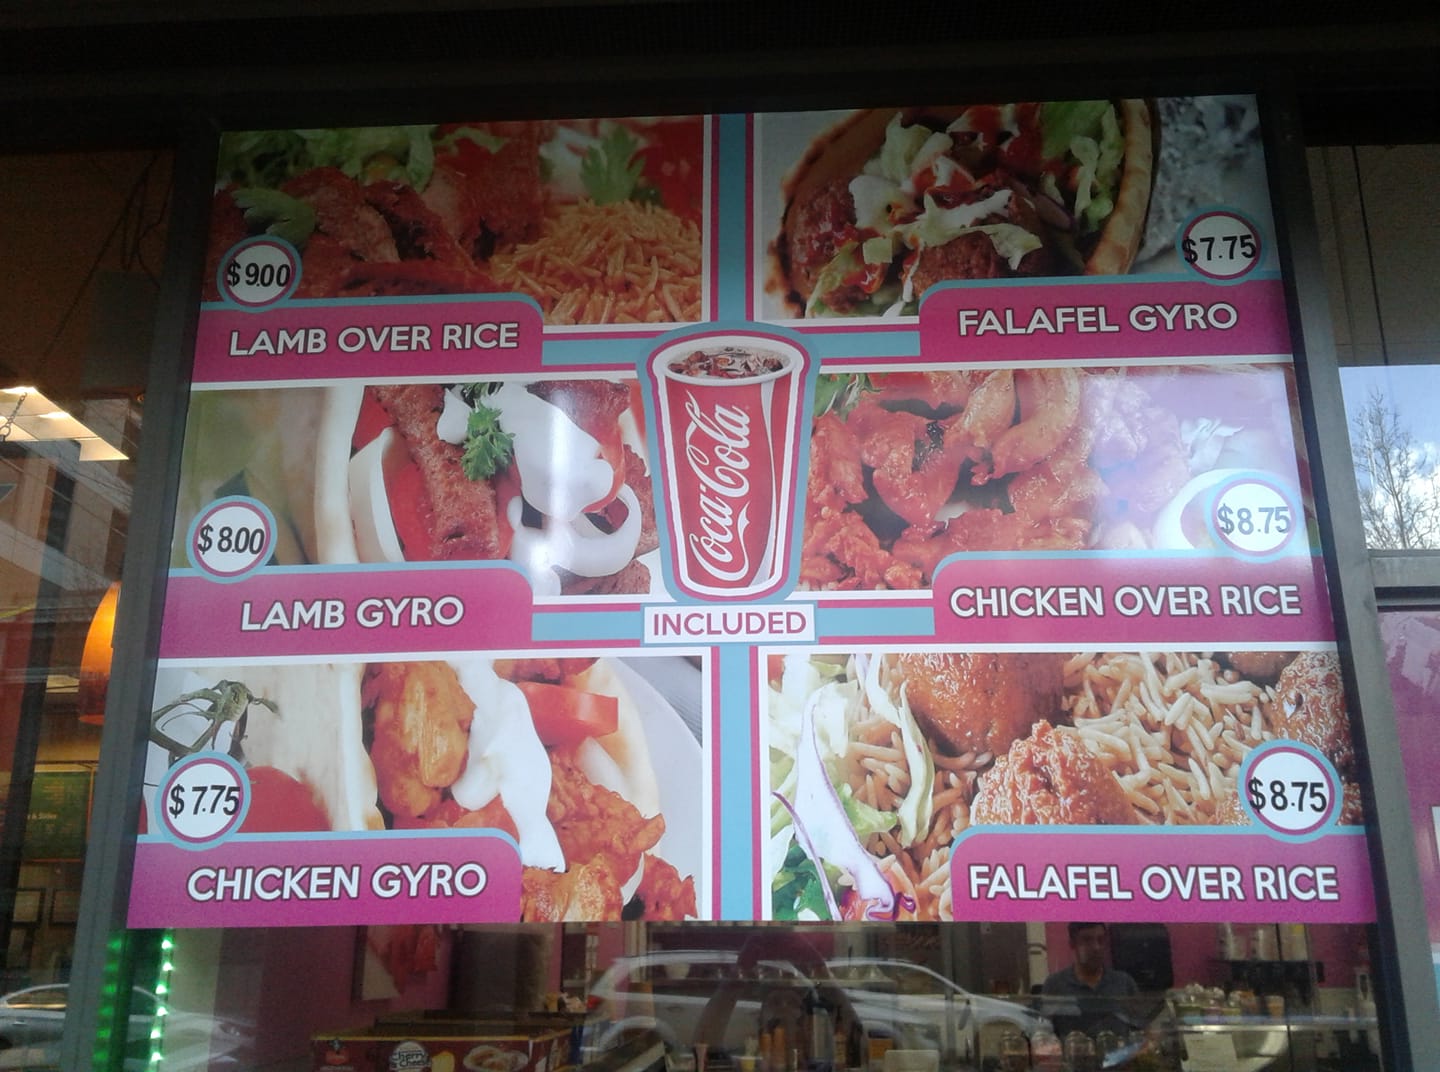 $9.00
LAMB OVER RICE
$7.75
FALAFEL GYRO
Coca-Cola
$8.00
LAMB GYRO
$8.75
CHICKEN OVER RICE
INCLUDED
$7.75
CHICKEN GYRO
$8.75
FALAFEL OVER RICE